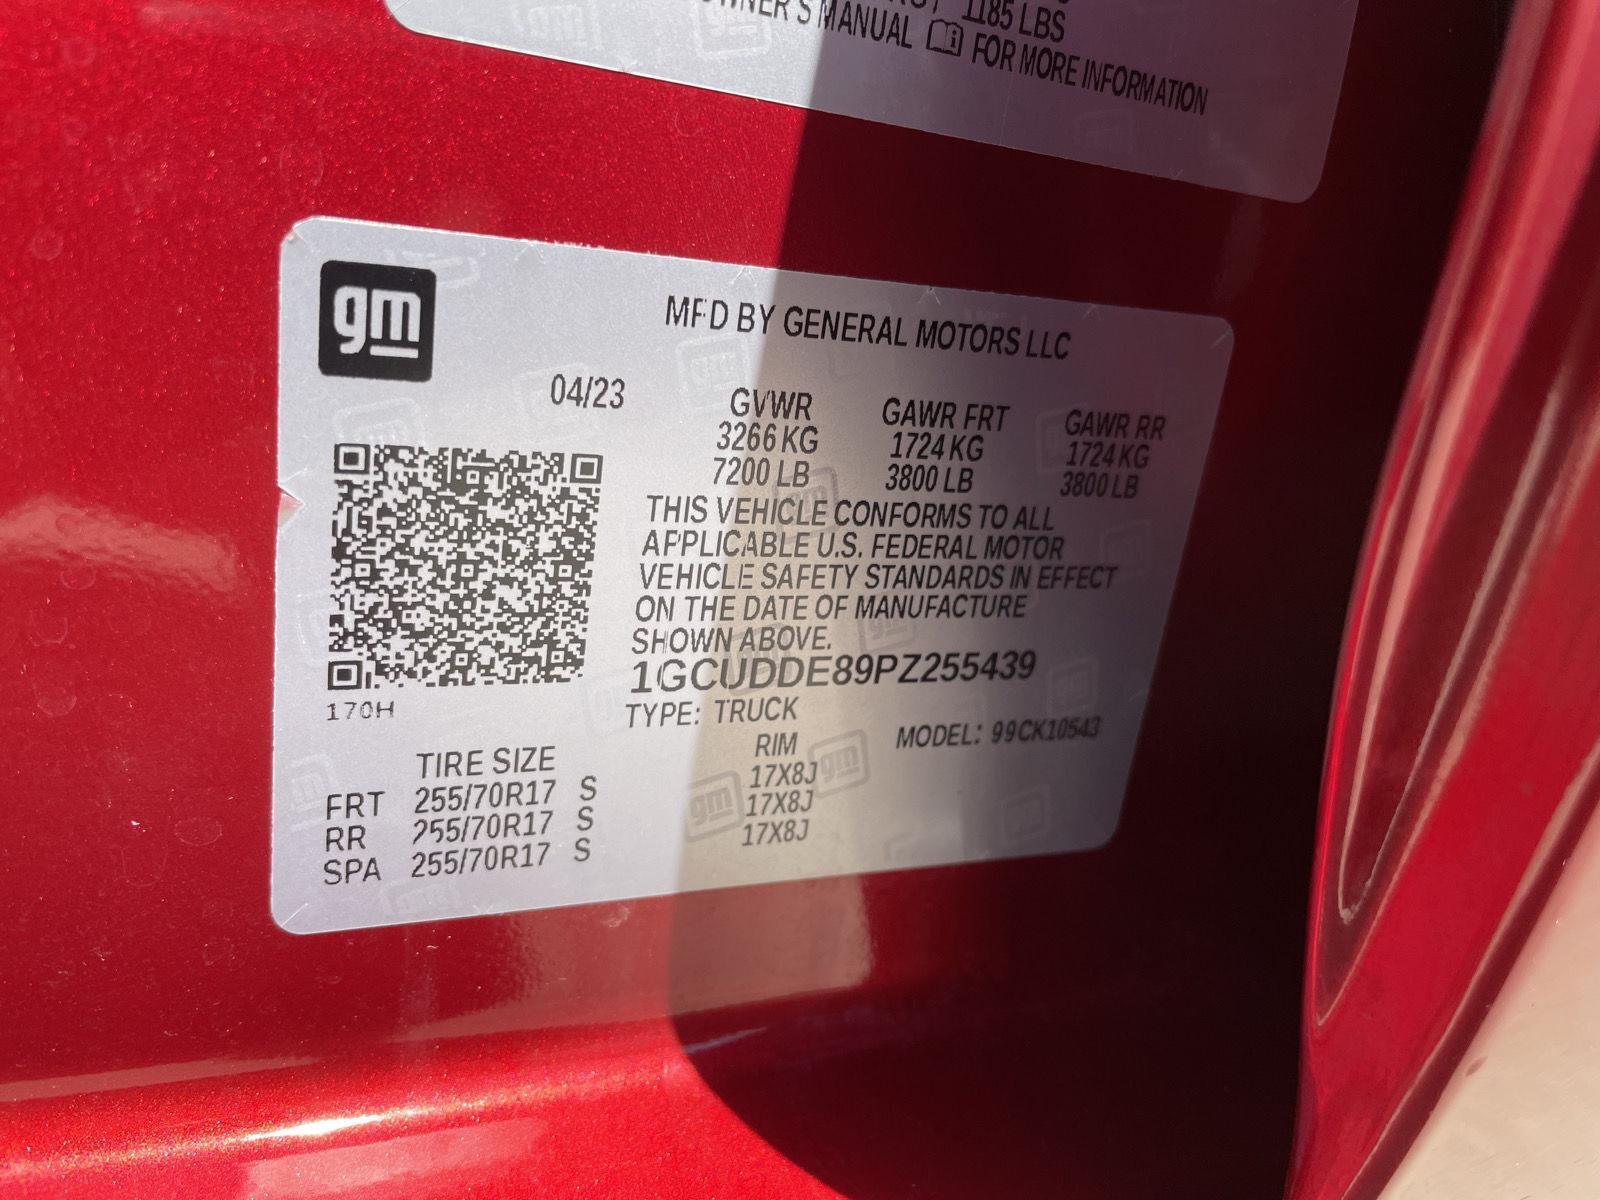 1185 LBS
OWNER'S MANUAL FOR MORE INFORMATION
gm
MFD BY GENERAL MOTORS LLC
04/23
GVWR GAWR FRT GAWR RR
3266 KG 1724 KG 1724 KG
7200 LB 3800 LB 3800 LB
THIS VEHICLE CONFORMS TO ALL
APPLICABLE U.S. FEDERAL MOTOR
VEHICLE SAFETY STANDARDS IN EFFECT
ON THE DATE OF MANUFACTURE
SHOWN ABOVE.
1GCUDDE89PZ255439
170H
TYPE: TRUCK
MODEL: 99CK10543
TIRE SIZE RIM
FRT 255/70R17 S 17X8J
RR 255/70R17 S 17X8J
SPA 255/70R17 S 17X8J